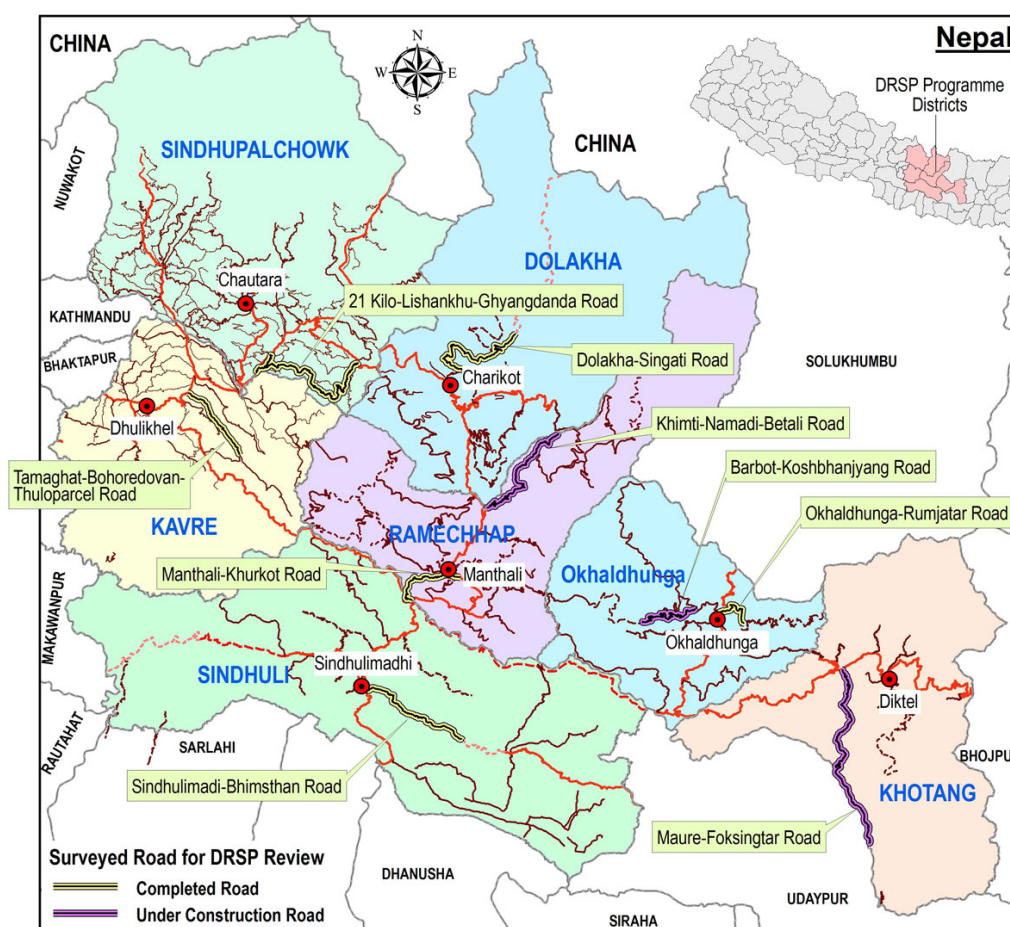 CHINA
Nepal
N
W
E
S
DRSP Programme
Districts
SINDHUPALCHOWK
CHINA
NUWAKOT
DOLAKHA
Chautara
21 Kilo-Lishankhu-Ghyangdanda Road
KATHMANDU
BHAKTAPUR
Dolakha-Singati Road
SOLUKHUMBU
Charikot
Dhulikhel
Khimti-Namadi-Betali Road
Tamaghat-Bohoredovan-
Thuloparcel Road
Barbot-Koshbhanjyang Road
Okhaldhunga-Rumjatar Road
KAVRE
RAMECHHAP
Manthali-Khurkot Road
Manthali
Okhaldhunga
MAKAWANPUR
Okhaldhunga
SINDHULI
Sindhulimadhi
Diktel
RAUTAHAT
SARLAHI
BHOJPU
Sindhulimadi-Bhimsthan Road
KHOTANG
Maure-Foksingtar Road
Surveyed Road for DRSP Review
Completed Road
Under Construction Road
DHANUSHA
UDAYPUR
SIRAHA